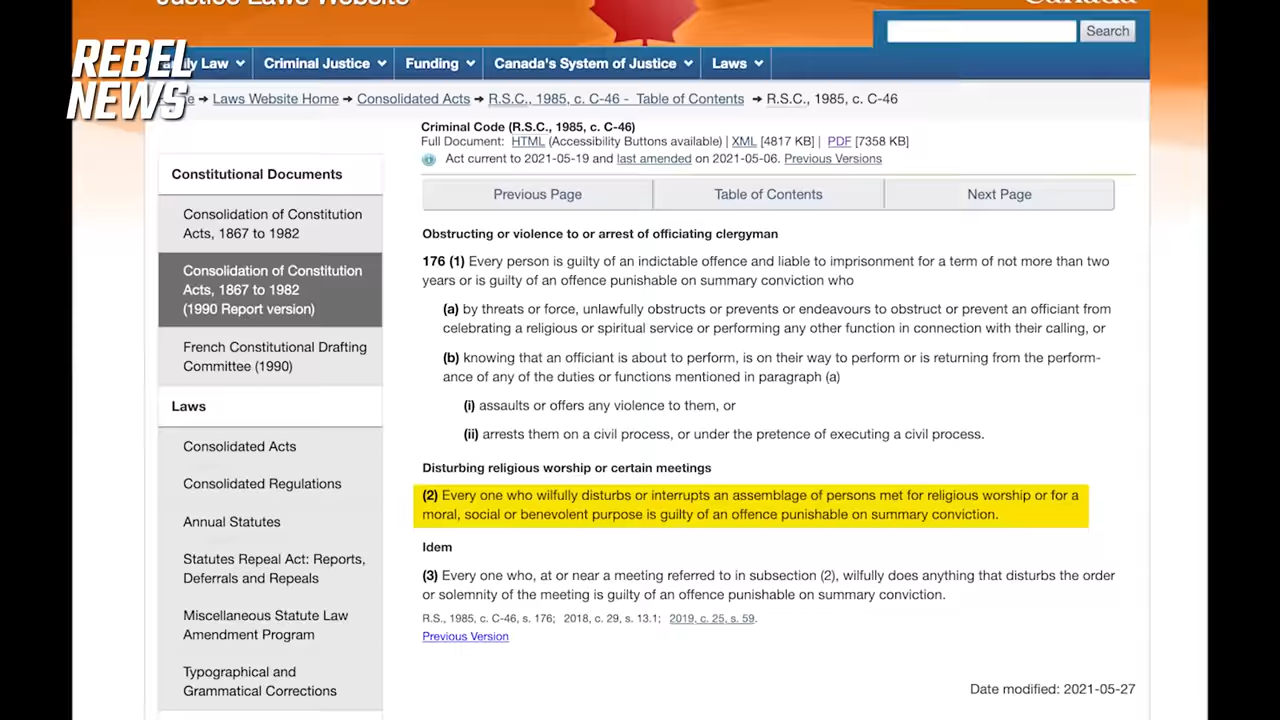 Justice Laws Website
Canada
Search
REBEL
NEWS
Family Law
Criminal Justice
Funding
Canada's System of Justice
Laws
➔ Laws Website Home ➔ Consolidated Acts ➔ R.S.C., 1985, c. C-46 - Table of Contents ➔ R.S.C., 1985, c. C-46
Criminal Code (R.S.C., 1985, c. C-46)
Full Document: HTML (Accessibility Buttons available) | XML [4817 KB] | PDF [7358 KB]
Act current to 2021-05-19 and last amended on 2021-05-06. Previous Versions
Constitutional Documents
Consolidation of Constitution
Acts, 1867 to 1982
Consolidation of Constitution
Acts, 1867 to 1982
(1990 Report version)
French Constitutional Drafting
Committee (1990)
Laws
Consolidated Acts
Consolidated Regulations
Annual Statutes
Statutes Repeal Act: Reports,
Deferrals and Repeals
Miscellaneous Statute Law
Amendment Program
Typographical and
Grammatical Corrections
Previous Page
Table of Contents
Next Page
Obstructing or violence to or arrest of officiating clergyman
176 (1) Every person is guilty of an indictable offence and liable to imprisonment for a term of not more than two
years or is guilty of an offence punishable on summary conviction who
(a) by threats or force, unlawfully obstructs or prevents or endeavours to obstruct or prevent an officiant from
celebrating a religious or spiritual service or performing any other function in connection with their calling, or
(b) knowing that an officiant is about to perform, is on their way to perform or is returning from the perform-
ance of any of the duties or functions mentioned in paragraph (a)
(i) assaults or offers any violence to them, or
(ii) arrests them on a civil process, or under the pretence of executing a civil process.
Disturbing religious worship or certain meetings
(2) Every one who wilfully disturbs or interrupts an assemblage of persons met for religious worship or for a
moral, social or benevolent purpose is guilty of an offence punishable on summary conviction.
Idem
(3) Every one who, at or near a meeting referred to in subsection (2), wilfully does anything that disturbs the order
or solemnity of the meeting is guilty of an offence punishable on summary conviction.
R.S., 1985, c. C-46, s. 176; 2018, c. 29, s. 13.1; 2019, c. 25, s. 59.
Previous Version
Date modified: 2021-05-27